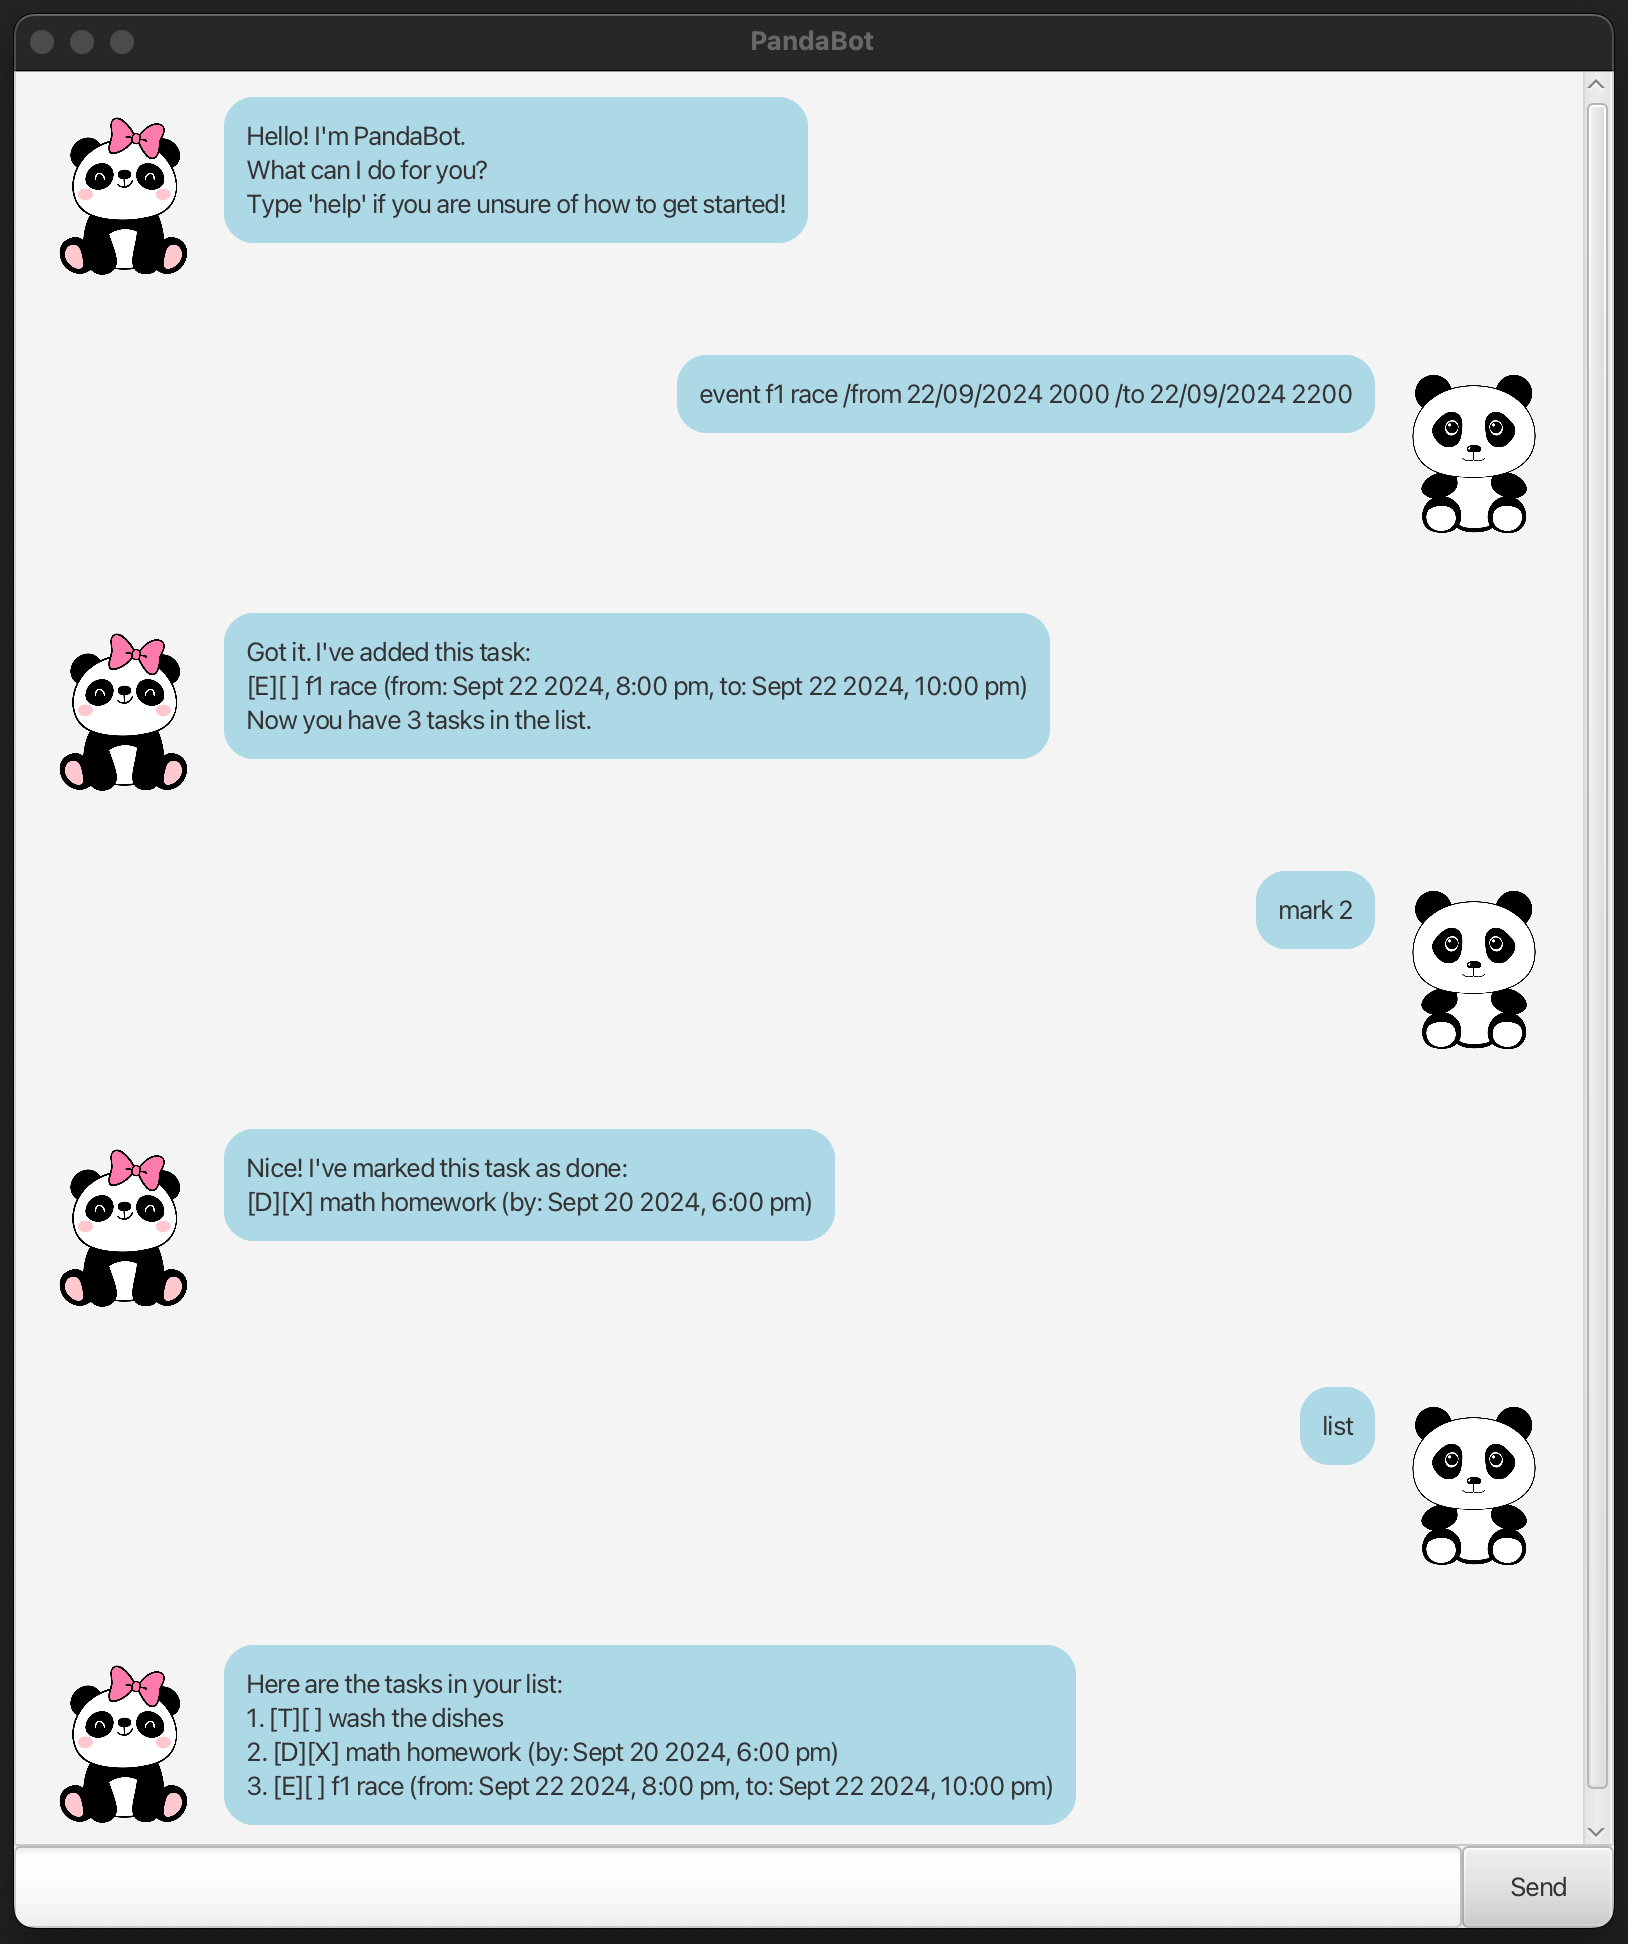 PandaBot
Hello! I'm PandaBot.
What can I do for you?
Type 'help' if you are unsure of how to get started!
event f1 race /from 22/09/2024 2000 /to 22/09/2024 2200
Got it. I've added this task:
[E][ ] f1 race (from: Sept 22 2024, 8:00 pm, to: Sept 22 2024, 10:00 pm)
Now you have 3 tasks in the list.
mark 2
Nice! I've marked this task as done:
[D][X] math homework (by: Sept 20 2024, 6:00 pm)
list
Here are the tasks in your list:
1. [T][ ] wash the dishes
2. [D][X] math homework (by: Sept 20 2024, 6:00 pm)
3. [E][ ] f1 race (from: Sept 22 2024, 8:00 pm, to: Sept 22 2024, 10:00 pm)
Send